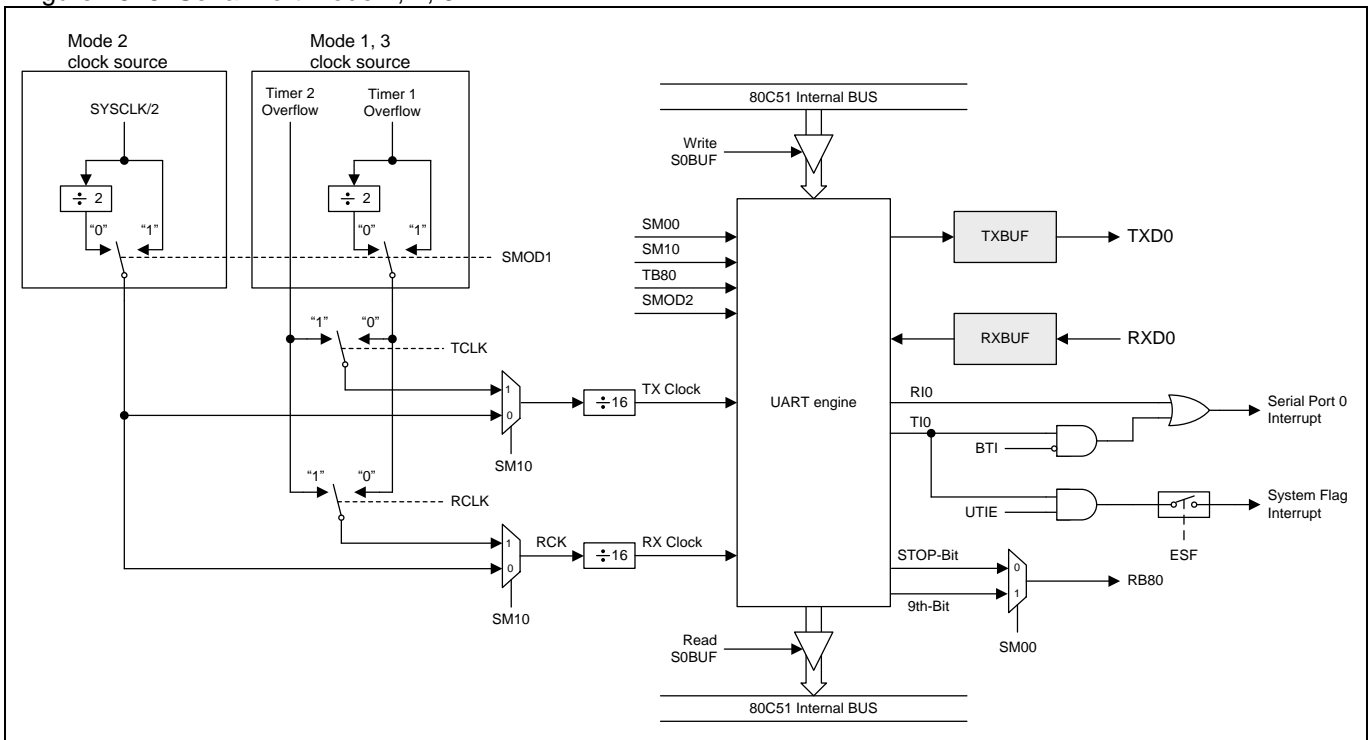 Mode 2
clock source
Mode 1, 3
clock source
SYSCLK/2
Timer 2
Overflow
Timer 1
Overflow
÷ 2
÷ 2
“0”
“1”
“0”
“1”
SMOD1
“1”
“0”
TCLK
1
0
SM10
÷16
TX Clock
“1”
“0”
RCLK
1
0
SM10
RCK
÷16
RX Clock
80C51 Internal BUS
Write
S0BUF
SM00
SM10
TB80
SMOD2
UART engine
TXBUF
TXD0
RXBUF
RXD0
RI0
TI0
BTI
Serial Port 0
Interrupt
UTIE
ESF
System Flag
Interrupt
STOP-Bit
9th-Bit
0
1
SM00
RB80
Read
S0BUF
80C51 Internal BUS